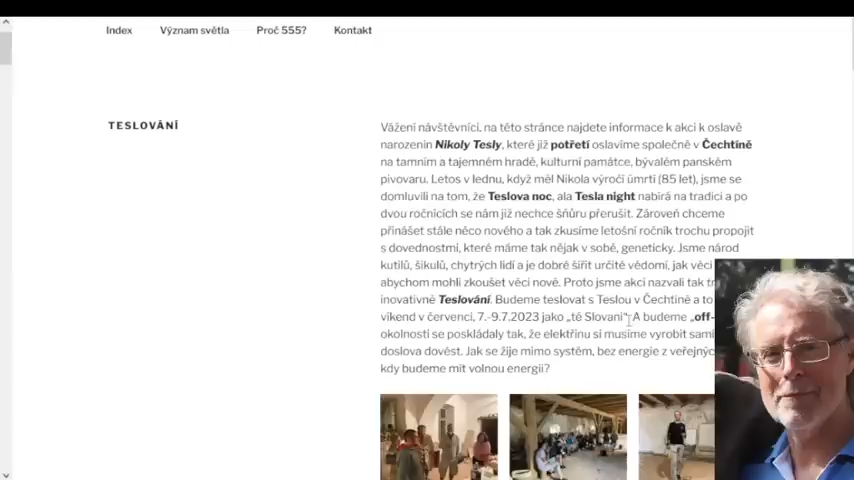 Index Význam světla Proč 555? Kontakt
TESLOVÁNÍ
Vážení návštěvníci, na této stránce najdete informace k akci k oslavě
narozenin Nikoly Tesly, které již potřetí oslavíme společně v Čechtíně
na tamním a tajemném hradě, kulturní památce, bývalém panském
pivovaru. Letos v lednu, když měl Nikola výročí úmrtí (85 let), jsme se
domluvili na tom, že Teslova noc, ala Tesla night nabírá na tradici a po
dvou ročnících se nám již nechce šňůru přerušit. Zároveň chceme
přinášet stále něco nového a tak zkusíme letošní ročník trochu propojit
s dovedností, které máme tak nějak v sobě, geneticky. Jsme národ
kutilů, šikulů, chytrých lidí a je dobré šířit určité vědomí, jak věci
abychom mohli zkoušet věci nové. Proto jsme akci nazvali tak tr
inovativně Teslování. Budeme teslovat s Teslou v Čechtíně a to
víkend v červenci, 7.-9.7.2023 jako „té Slovani“. A budeme „off-
okolnosti se poskládaly tak, že elektřinu si musíme vyrobit sami
doslova dovést. Jak se žije mimo systém, bez energie z veřejnýc
kdy budeme mít volnou energii?